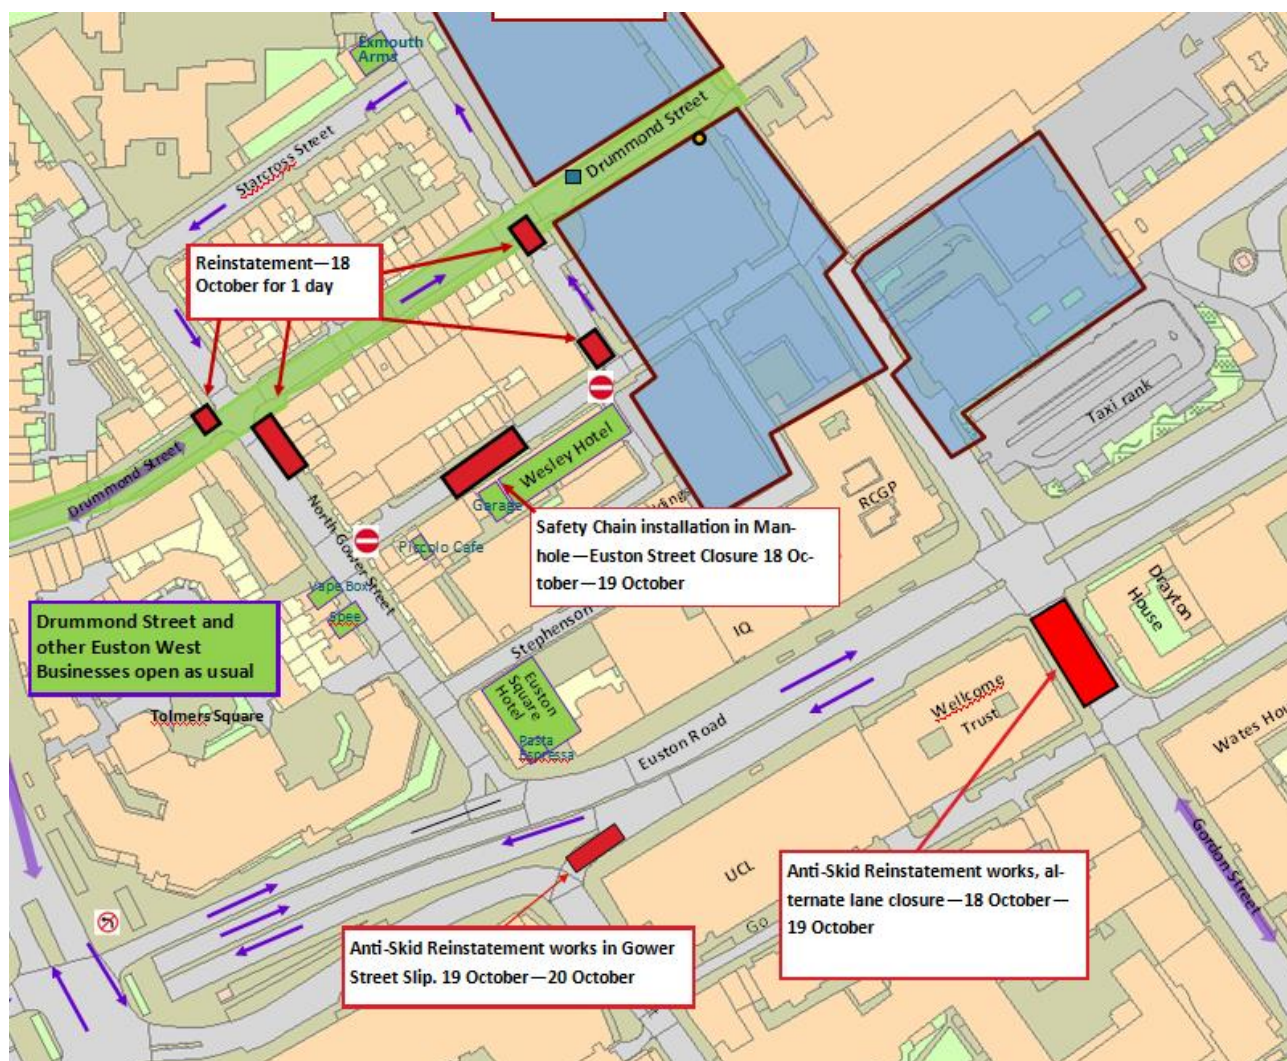 Exmouth
Arms
Drummond Street
Starcross Street
Reinstatement—18
October for 1 day
Taxi rank
Drummond Street
Wesley Hotel
Garage
RCGP
North Gower Street
Piccolo Cafe
Safety Chain installation in Man-
hole—Euston Street Closure 18 Oc-
tober—19 October
Vape Box
Drayton
House
Drummond Street and
other Euston West
Businesses open as usual
Stephenson
IQ
Euston
Square
Hotel
Wellcome
Trust
Tolmers Square
Pasta
Espressa
Euston Road
Wates Hou
Gordon Street
UCL
Go
Anti-Skid Reinstatement works, al-
ternate lane closure—18 October—
19 October
Anti-Skid Reinstatement works in Gower
Street Slip. 19 October—20 October